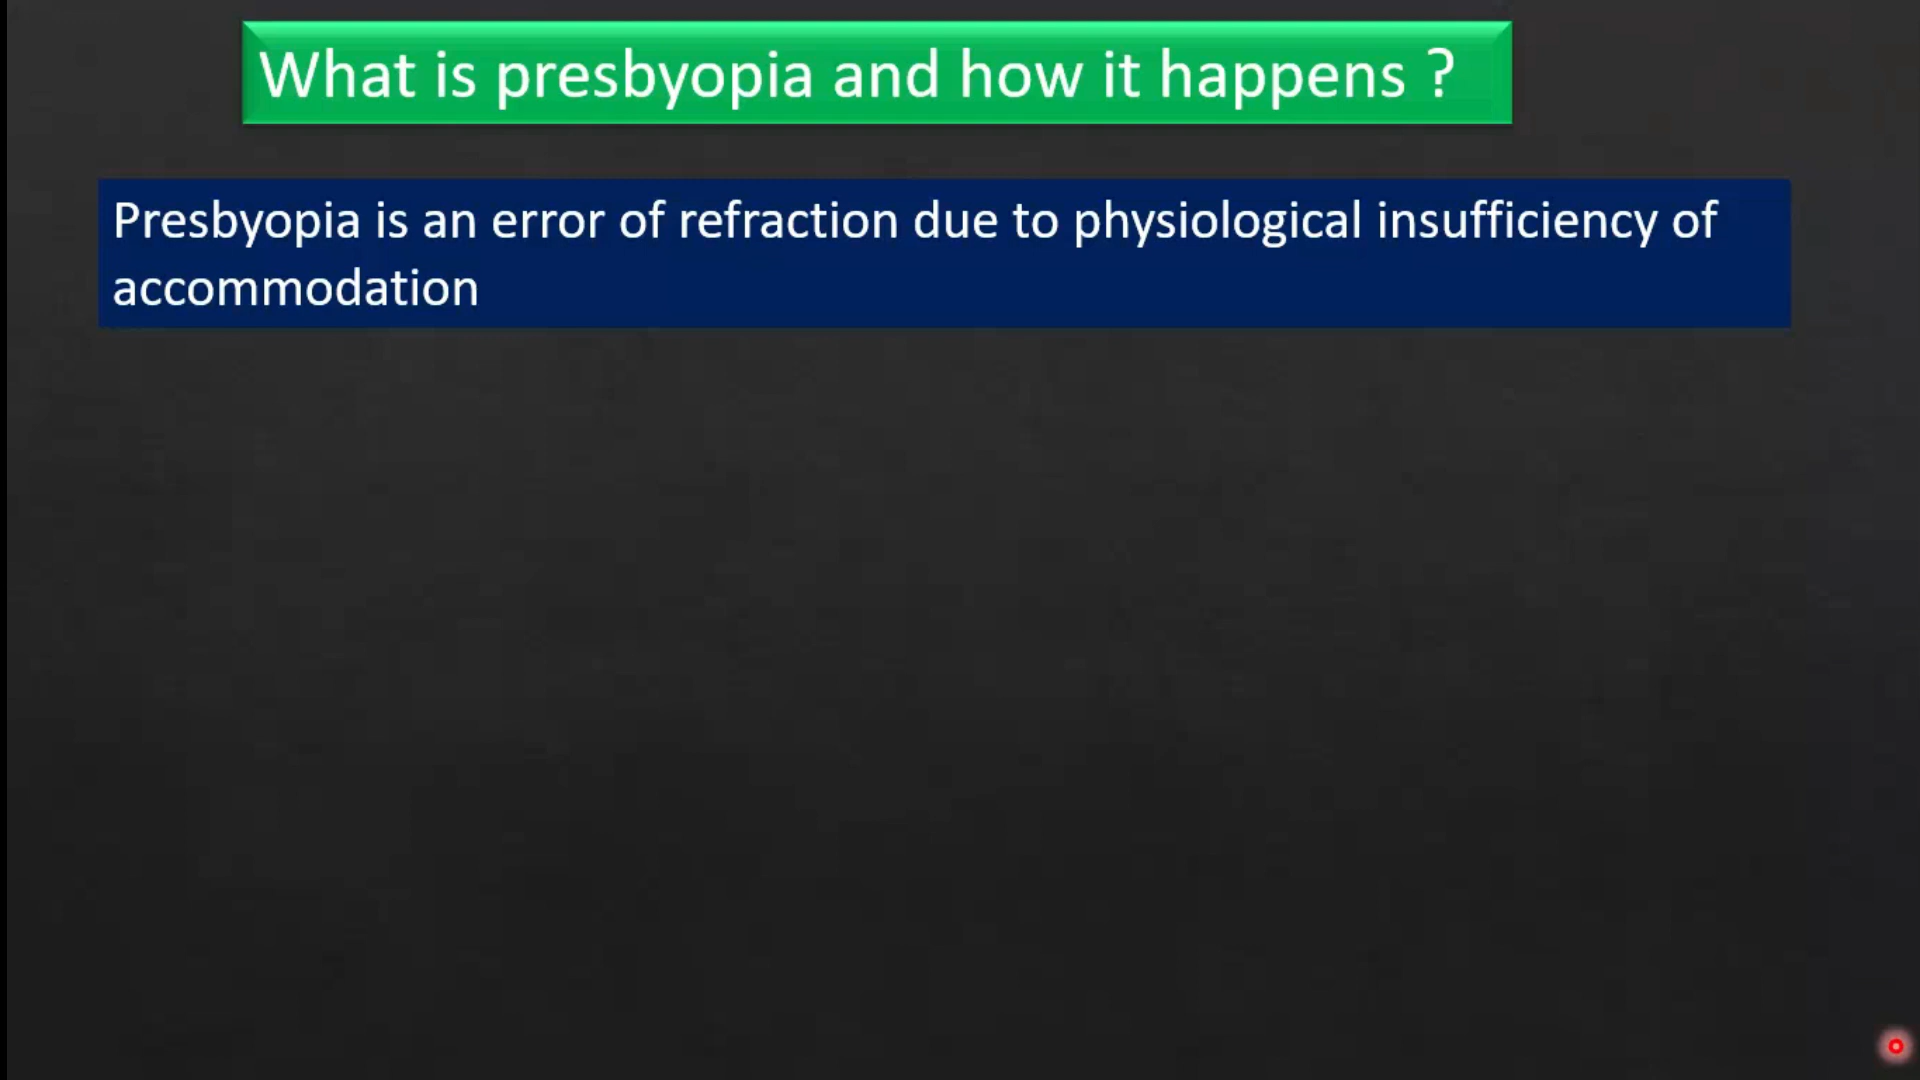 What is presbyopia and how it happens ?
Presbyopia is an error of refraction due to physiological insufficiency of
accommodation